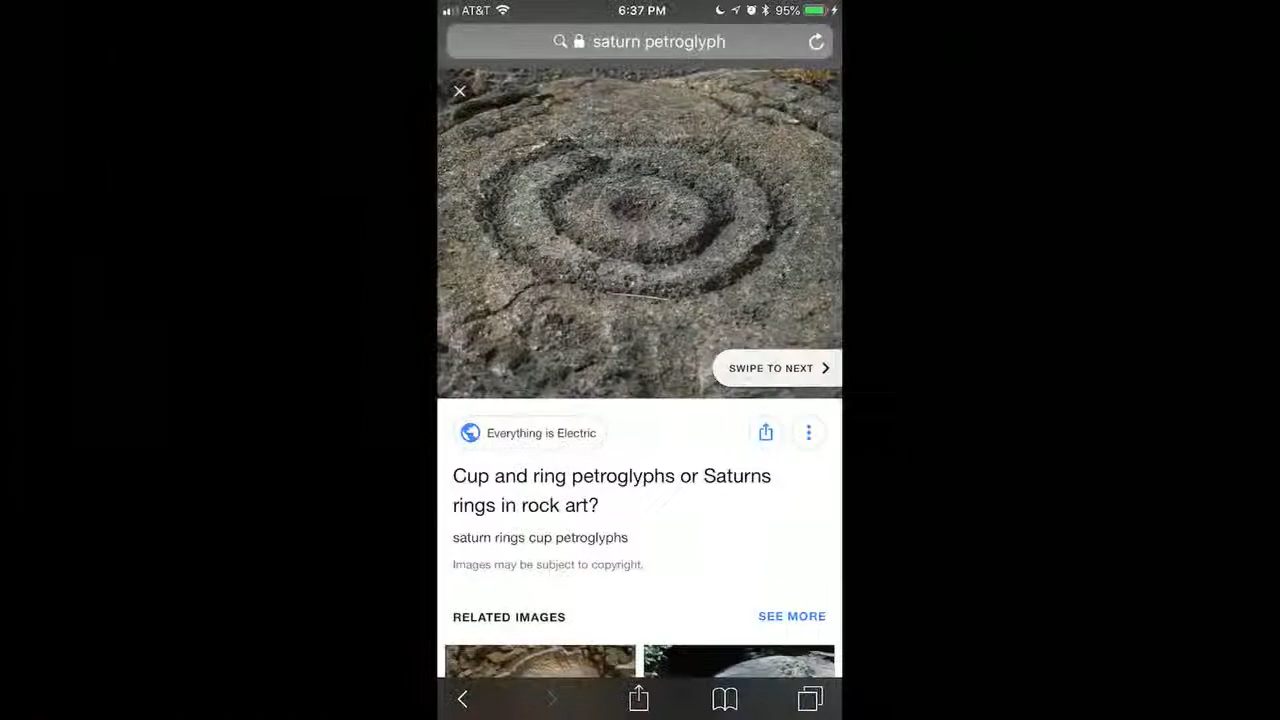 AT&T 6:37 PM 95%
saturn petroglyph
SWIPE TO NEXT
Everything is Electric
Cup and ring petroglyphs or Saturns
rings in rock art?
saturn rings cup petroglyphs
Images may be subject to copyright.
RELATED IMAGES SEE MORE